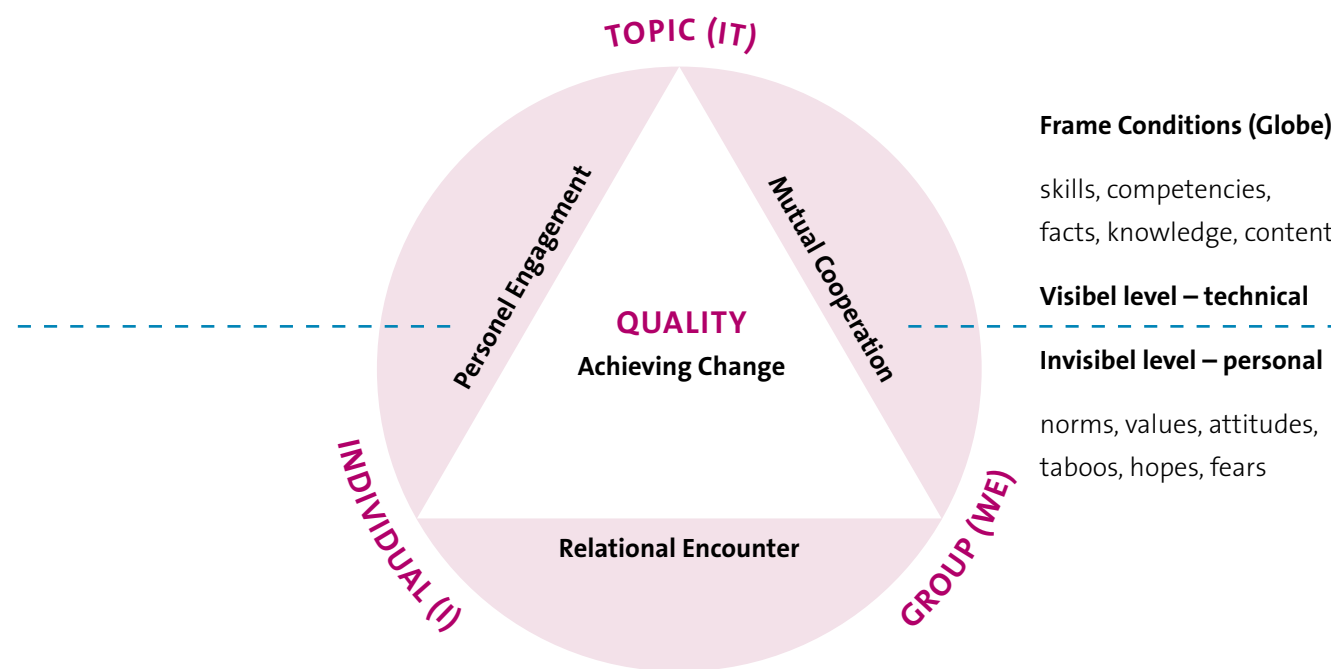 TOPIC (IT)
Frame Conditions (Globe)
skills, competencies,
facts, knowledge, content
Personel Engagement
Mutual Cooperation
Visibel level – technical
QUALITY
Achieving Change
Invisibel level – personal
norms, values, attitudes,
taboos, hopes, fears
INDIVIDUAL (I)
GROUP (WE)
Relational Encounter